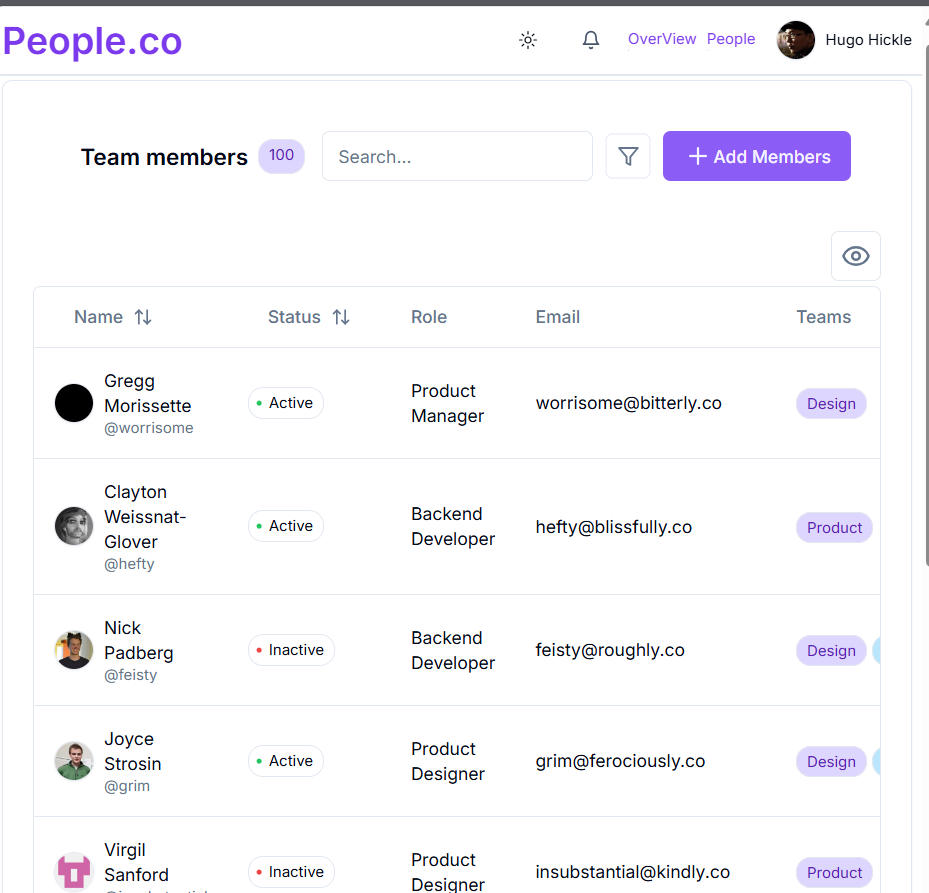 People.co
OverView People Hugo Hickle
Team members 100 Search... Add Members
Name Status Role Email Teams
Gregg
Morissette
@worrisome
Active
Product
Manager
worrisome@bitterly.co
Design
Clayton
Weissnat-
Glover
@hefty
Active
Backend
Developer
hefty@blissfully.co
Product
Nick
Padberg
@feisty
Inactive
Backend
Developer
feisty@roughly.co
Design
Joyce
Strosin
@grim
Active
Product
Designer
grim@ferociously.co
Design
Virgil
Sanford
Inactive
Product
Designer
insubstantial@kindly.co
Product